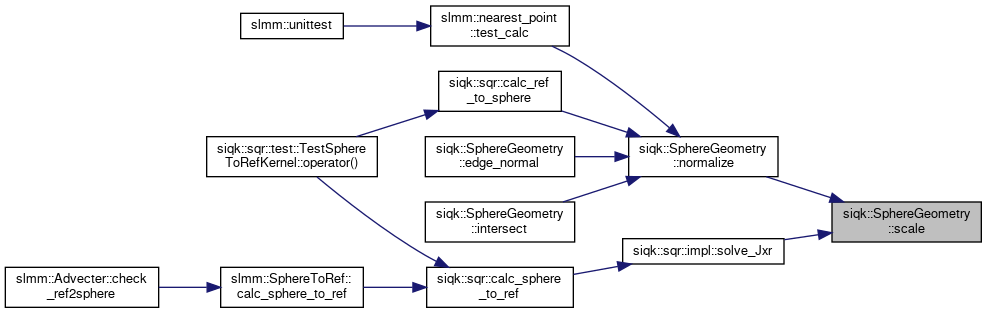 slmm::unittest
slmm::nearest_point
::test_calc
siqk::sqr::calc_ref
_to_sphere
siqk::sqr::test::TestSphere
ToRefKernel::operator()
siqk::SphereGeometry
::edge_normal
siqk::SphereGeometry
::normalize
siqk::SphereGeometry
::intersect
siqk::SphereGeometry
::scale
siqk::sqr::impl::solve_Jxr
slmm::Advecter::check
_ref2sphere
slmm::SphereToRef::
calc_sphere_to_ref
siqk::sqr::calc_sphere
_to_ref